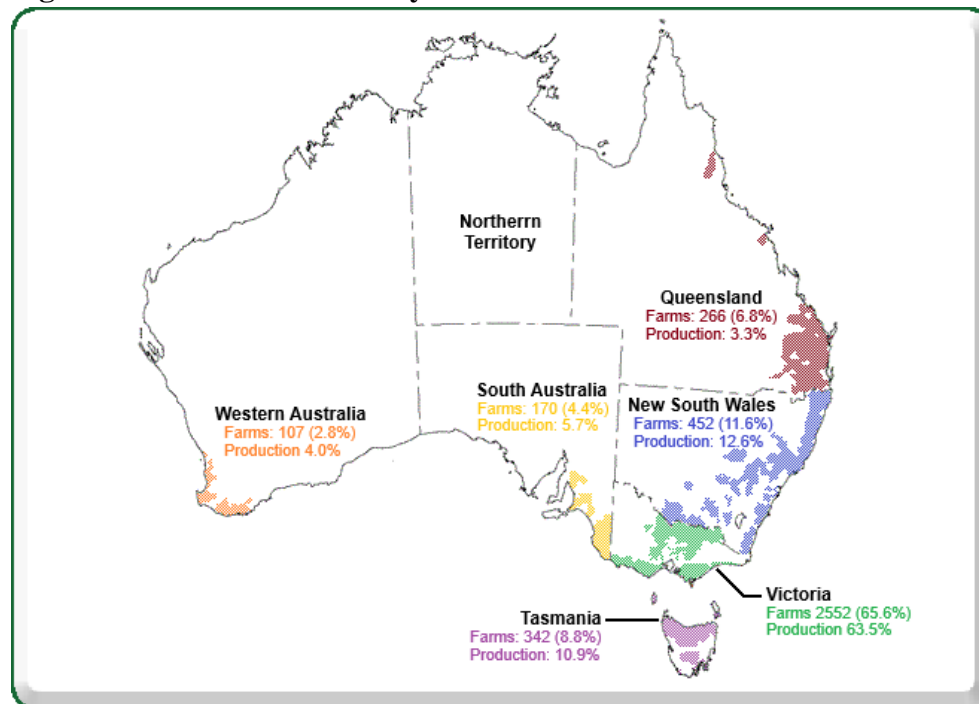 Northerrn
Territory
Queensland
Farms: 266 (6.8%)
Production: 3.3%
South Australia
Farms: 170 (4.4%)
Production: 5.7%
New South Wales
Farms: 452 (11.6%)
Production: 12.6%
Western Australia
Farms: 107 (2.8%)
Production 4.0%
Victoria
Farms 2552 (65.6%)
Production 63.5%
Tasmania
Farms: 342 (8.8%)
Production: 10.9%